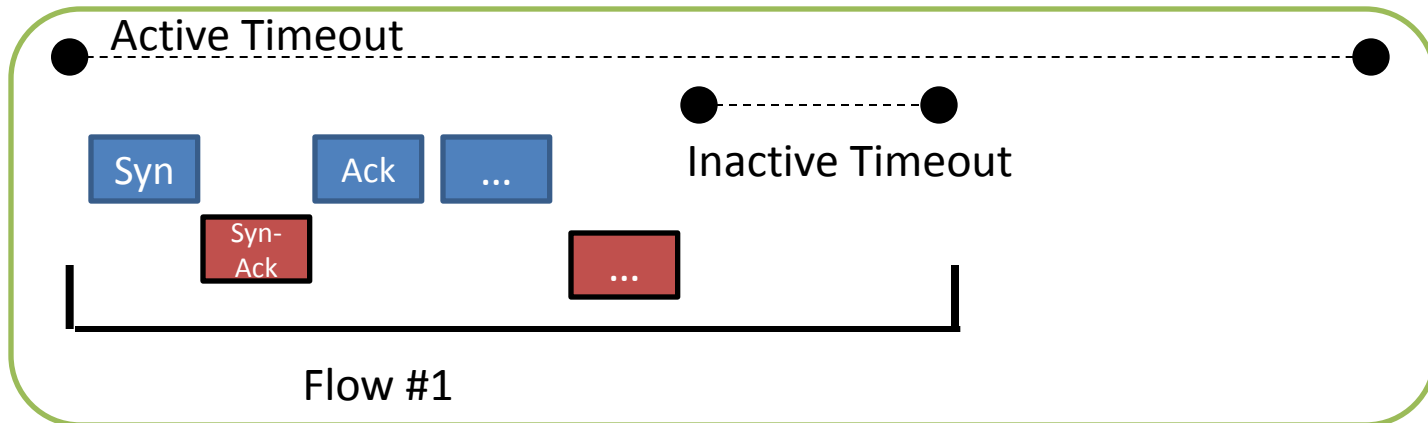 Active Timeout
Syn
Ack
...
Inactive Timeout
Syn-
Ack
...
Flow #1